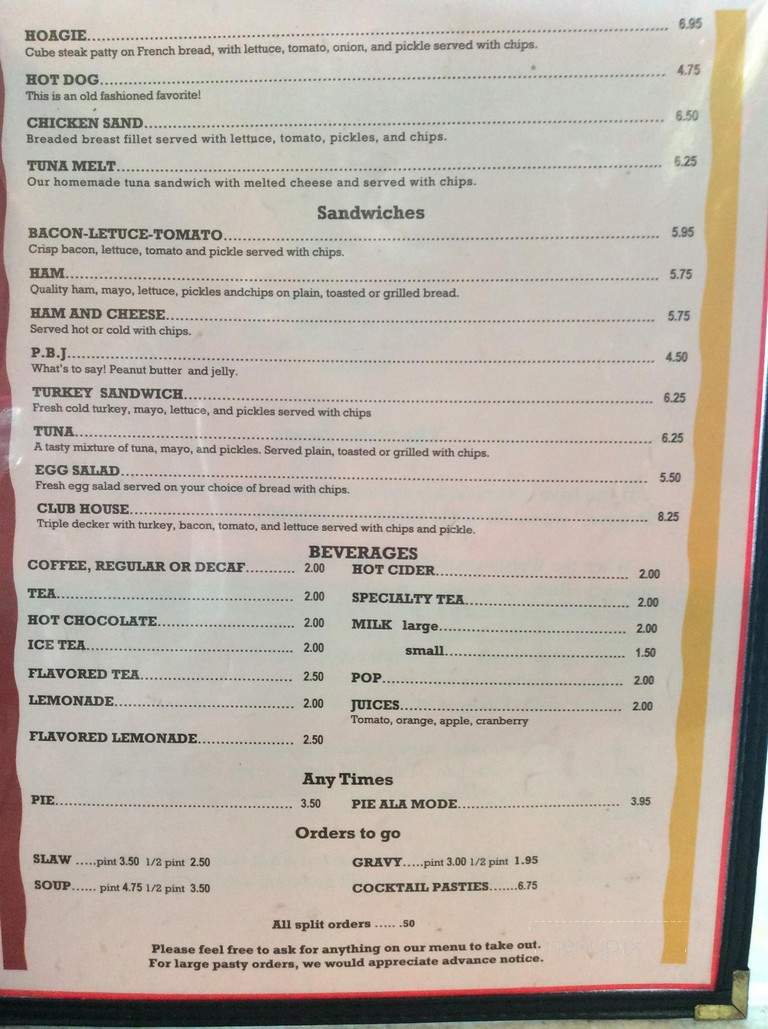 HOAGIE........................................ 6.95
Cube steak patty on French bread, with lettuce, tomato, onion, and pickle served with chips.
HOT DOG........................................ 4.75
This is an old fashioned favorite!
CHICKEN SAND........................................ 6.50
Breaded breast fillet served with lettuce, tomato, pickles, and chips.
TUNA MELT........................................ 6.25
Our homemade tuna sandwich with melted cheese and served with chips.
Sandwiches
BACON-LETUCE-TOMATO........................................ 5.95
Crisp bacon, lettuce, tomato and pickle served with chips.
HAM........................................ 5.75
Quality ham, mayo, lettuce, pickles andchips on plain, toasted or grilled bread.
HAM AND CHEESE........................................ 5.75
Served hot or cold with chips.
P.B.J........................................ 4.50
What's to say! Peanut butter and jelly.
TURKEY SANDWICH........................................ 6.25
Fresh cold turkey, mayo, lettuce, and pickles served with chips
TUNA........................................ 6.25
A tasty mixture of tuna, mayo, and pickles. Served plain, toasted or grilled with chips.
EGG SALAD........................................ 5.50
Fresh egg salad served on your choice of bread with chips.
CLUB HOUSE........................................ 8.25
Triple decker with turkey, bacon, tomato, and lettuce served with chips and pickle.
BEVERAGES
COFFEE, REGULAR OR DECAF.......... 2.00
TEA.................... 2.00
HOT CHOCOLATE.................... 2.00
ICE TEA.................... 2.00
FLAVORED TEA.................... 2.50
LEMONADE.................... 2.00
FLAVORED LEMONADE.................... 2.50
HOT CIDER.................... 2.00
SPECIALTY TEA.................... 2.00
MILK large.................... 2.00
small.................... 1.50
POP.................... 2.00
JUICES.................... 2.00
Tomato, orange, apple, cranberry
Any Times
PIE.................... 3.50 PIE ALA MODE.................... 3.95
Orders to go
SLAW .....pint 3.50 1/2 pint 2.50 GRAVY.....pint 3.00 1/2 pint 1.95
SOUP...... pint 4.75 1/2 pint 3.50 COCKTAIL PASTIES.......6.75
All split orders ..... .50
Please feel free to ask for anything on our menu to take out.
For large pasty orders, we would appreciate advance notice.